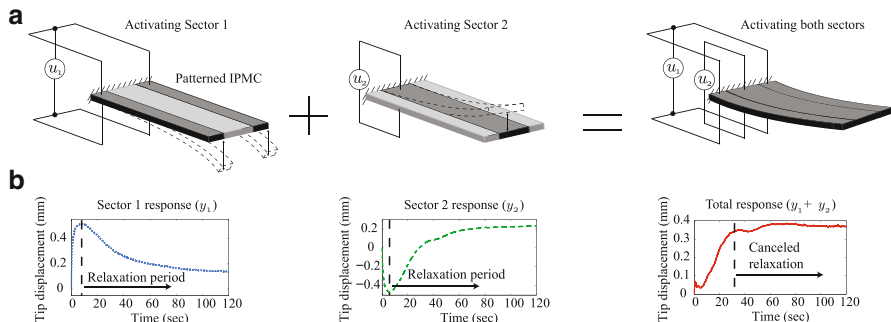 a
Activating Sector 1
Activating Sector 2
Activating both sectors
u1
Patterned IPMC
u2
u1
u2
b
Sector 1 response (y1)
Sector 2 response (y2)
Total response (y1+ y2)
Tip displacement (mm)
0.4
0.2
0
Relaxation period
0 20 40 60 80 100 120
Time (sec)
Tip displacement (mm)
0.2
0
−0.2
−0.4
Relaxation period
0 20 40 60 80 100 120
Time (sec)
Tip displacement (mm)
0.4
0.3
0.2
0.1
0
Canceled
relaxation
0 20 40 60 80 100 120
Time (sec)